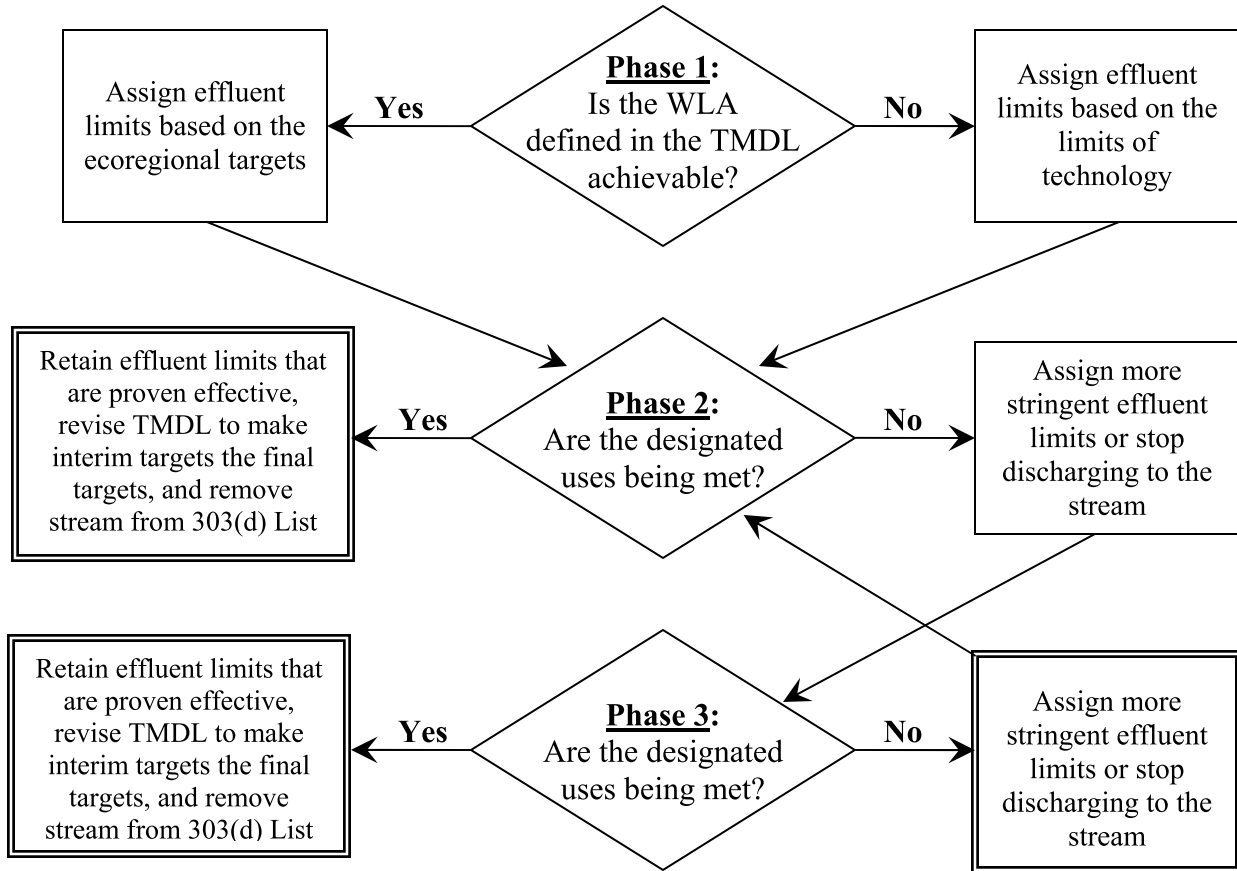 Assign effluent
limits based on the
ecoregional targets
Yes
Phase 1:
Is the WLA
defined in the TMDL
achievable?
No
Assign effluent
limits based on the
limits of
technology
Retain effluent limits that
are proven effective,
revise TMDL to make
interim targets the final
targets, and remove
stream from 303(d) List
Yes
Phase 2:
Are the designated
uses being met?
No
Assign more
stringent effluent
limits or stop
discharging to the
stream
Retain effluent limits that
are proven effective,
revise TMDL to make
interim targets the final
targets, and remove
stream from 303(d) List
Yes
Phase 3:
Are the designated
uses being met?
No
Assign more
stringent effluent
limits or stop
discharging to the
stream